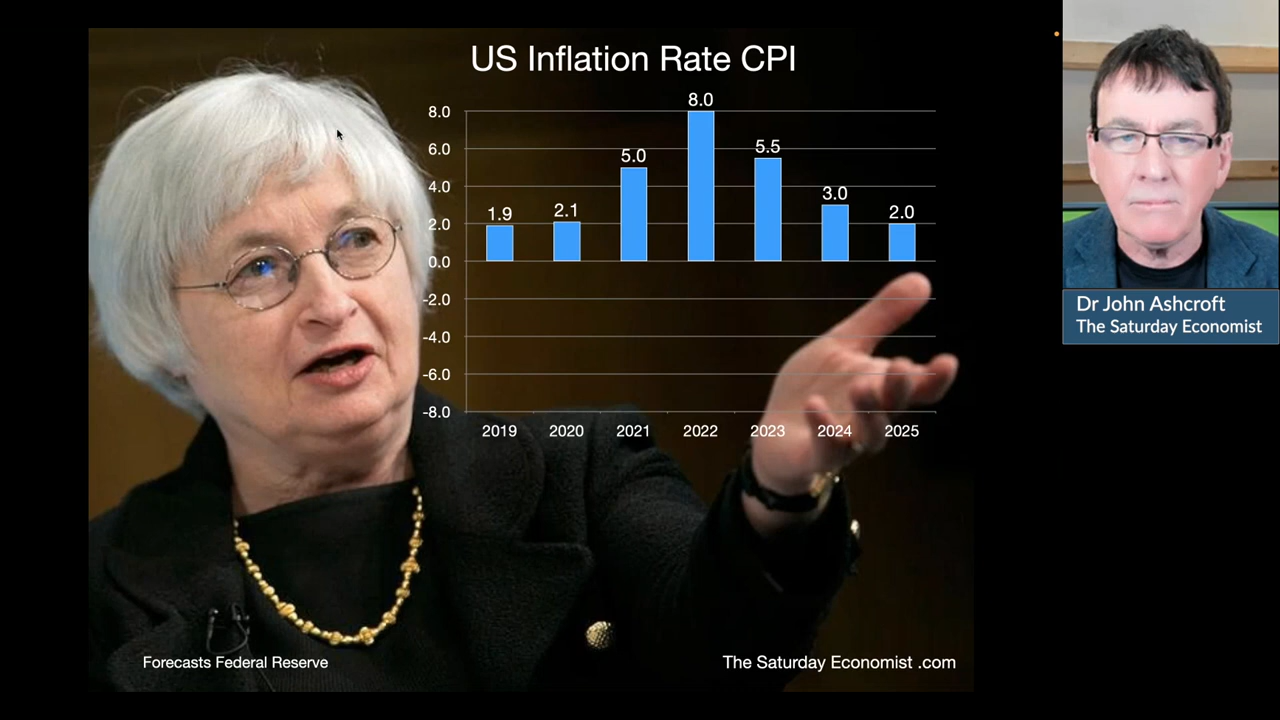 US Inflation Rate CPI
8.0
6.0
4.0
2.0
0.0
-2.0
-4.0
-6.0
-8.0
1.9
2.1
5.0
8.0
5.5
3.0
2.0
2019 2020 2021 2022 2023 2024 2025
Forecasts Federal Reserve
The Saturday Economist .com
Dr John Ashcroft
The Saturday Economist